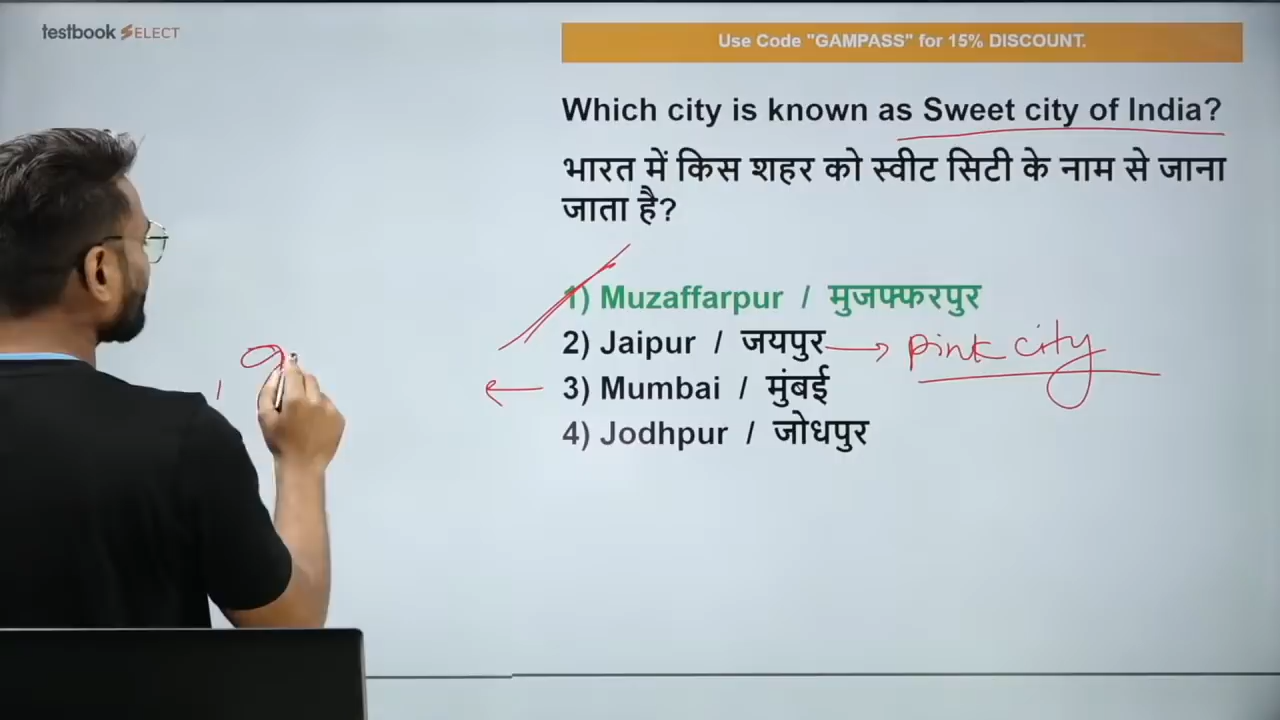 testbook SELECT
Use Code "GAMPASS" for 15% DISCOUNT.
Which city is known as Sweet city of India?
भारत में किस शहर को स्वीट सिटी के नाम से जाना
जाता है?
1) Muzaffarpur / मुजफ्फरपुर
2) Jaipur / जयपुर → pink city
3) Mumbai / मुंबई
4) Jodhpur / जोधपुर